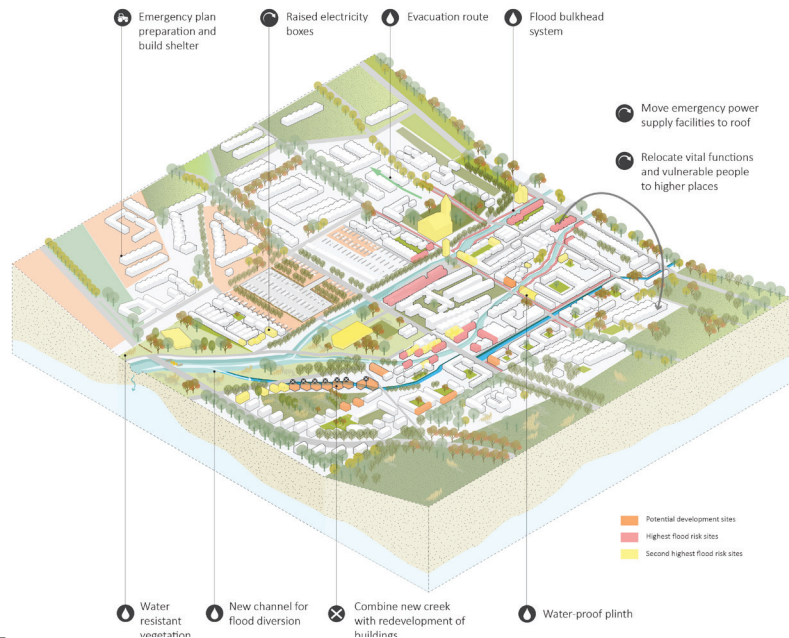 Emergency plan
preparation and
build shelter
Raised electricity
boxes
Evacuation route
Flood bulkhead
system
Move emergency power
supply facilities to roof
Relocate vital functions
and vulnerable people
to higher places
Potential development sites
Highest flood risk sites
Second highest flood risk sites
Water
resistant
vegetation
New channel for
flood diversion
Combine new creek
with redevelopment of
buildings
Water-proof plinth